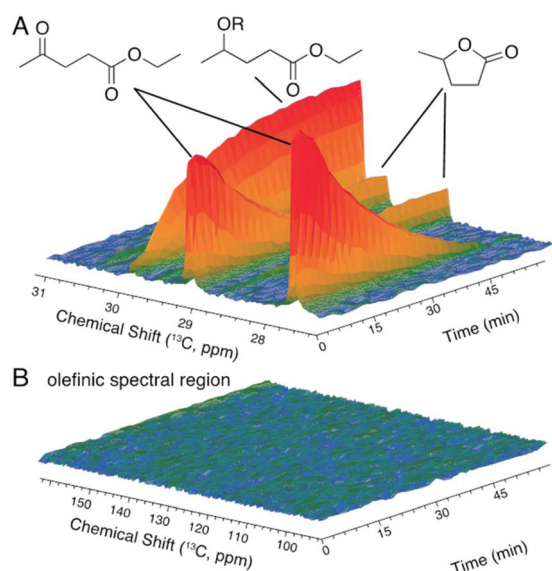 A
O
O
O
OR
O
O
O
O
31
30
29
28
Chemical Shift (¹³C, ppm)
0
15
30
45
Time (min)
B olefinic spectral region
150
140
130
120
110
100
Chemical Shift (¹³C, ppm)
0
15
30
45
Time (min)